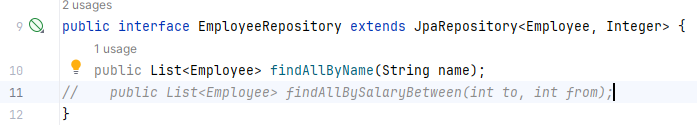 2 usages
9 public interface EmployeeRepository extends JpaRepository<Employee, Integer> {
1 usage
10 public List<Employee> findAllByName(String name);
11 // public List<Employee> findAllBySalaryBetween(int to, int from);
12 }